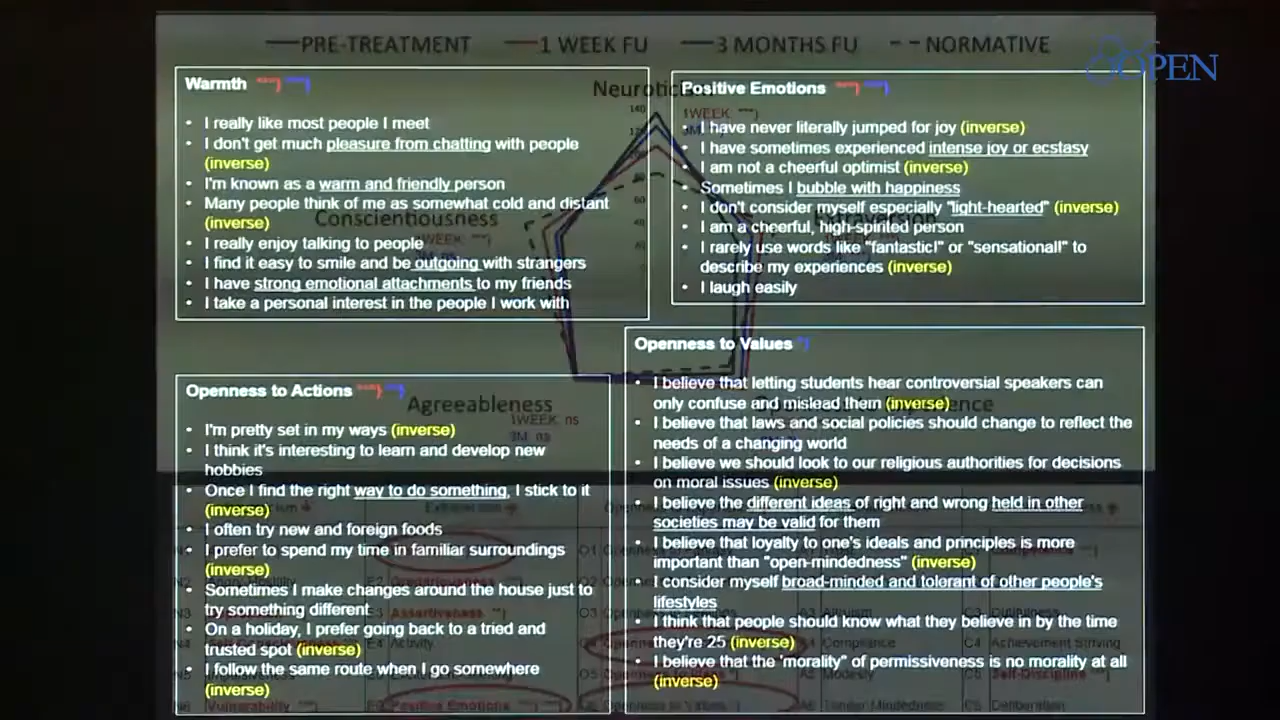 PRE-TREATMENT 1 WEEK FU 3 MONTHS FU NORMATIVE
OPEN
Warmth ***) ***)
• I really like most people I meet
• I don't get much pleasure from chatting with people
(inverse)
• I'm known as a warm and friendly person
• Many people think of me as somewhat cold and distant
(inverse)
• I really enjoy talking to people
• I find it easy to smile and be outgoing with strangers
• I have strong emotional attachments to my friends
• I take a personal interest in the people I work with
Positive Emotions
• I have never literally jumped for joy (inverse)
• I have sometimes experienced intense joy or ecstasy
• I am not a cheerful optimist (inverse)
• Sometimes I bubble with happiness
• I don't consider myself especially "light-hearted" (inverse)
• I am a cheerful, high-spirited person
• I rarely use words like "fantastic!" or "sensational!" to
describe my experiences (inverse)
• I laugh easily
Conscientiousness
Extraversion
Agreeableness
1WEEK: ns
3M: ns
Openness to Actions
• I'm pretty set in my ways (inverse)
• I think it's interesting to learn and develop new
hobbies
• Once I find the right way to do something, I stick to it
(inverse)
• I often try new and foreign foods
• I prefer to spend my time in familiar surroundings
(inverse)
• Sometimes I make changes around the house just to
try something different
• On a holiday, I prefer going back to a tried and
trusted spot (inverse)
• I follow the same route when I go somewhere
(inverse)
Openness to Values *)
• I believe that letting students hear controversial speakers can
only confuse and mislead them (inverse)
• I believe that laws and social policies should change to reflect the
needs of a changing world
• I believe we should look to our religious authorities for decisions
on moral issues (inverse)
• I believe the different ideas of right and wrong held in other
societies may be valid for them
• I believe that loyalty to one's ideals and principles is more
important than "open-mindedness" (inverse)
• I consider myself broad-minded and tolerant of other people's
lifestyles
• I think that people should know what they believe in by the time
they're 25 (inverse)
• I believe that the 'morality" of permissiveness is no morality at all
(inverse)